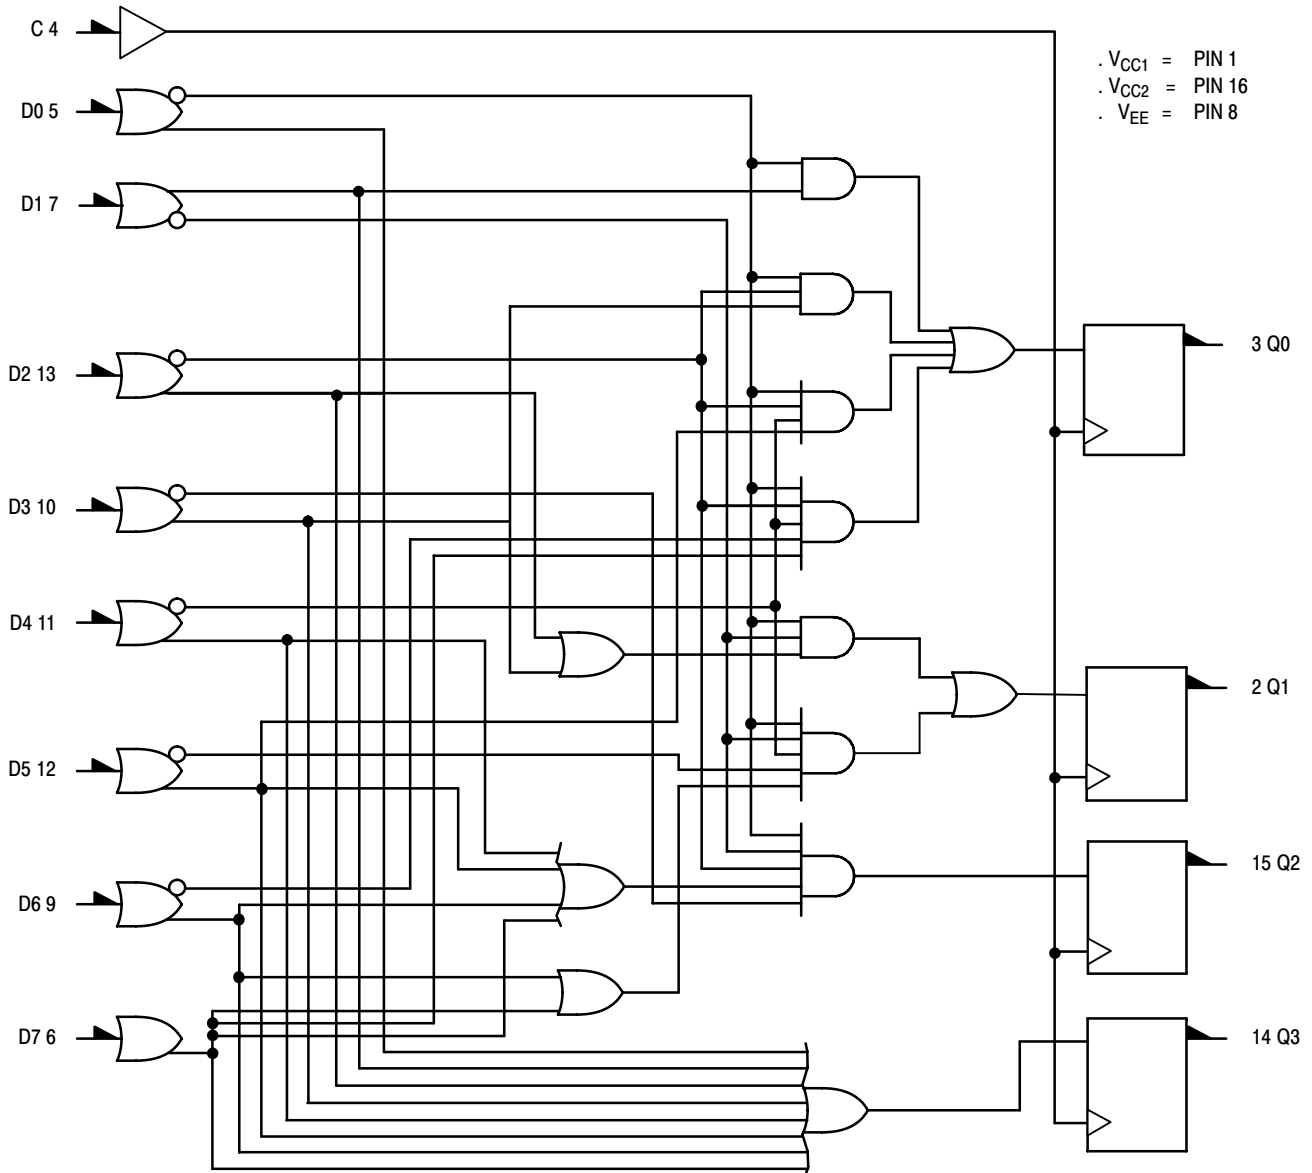 C 4
. VCC1 = PIN 1
. VCC2 = PIN 16
. VEE = PIN 8
D0 5
D1 7
D2 13
D3 10
D4 11
D5 12
D6 9
D7 6
3 Q0
2 Q1
15 Q2
14 Q3